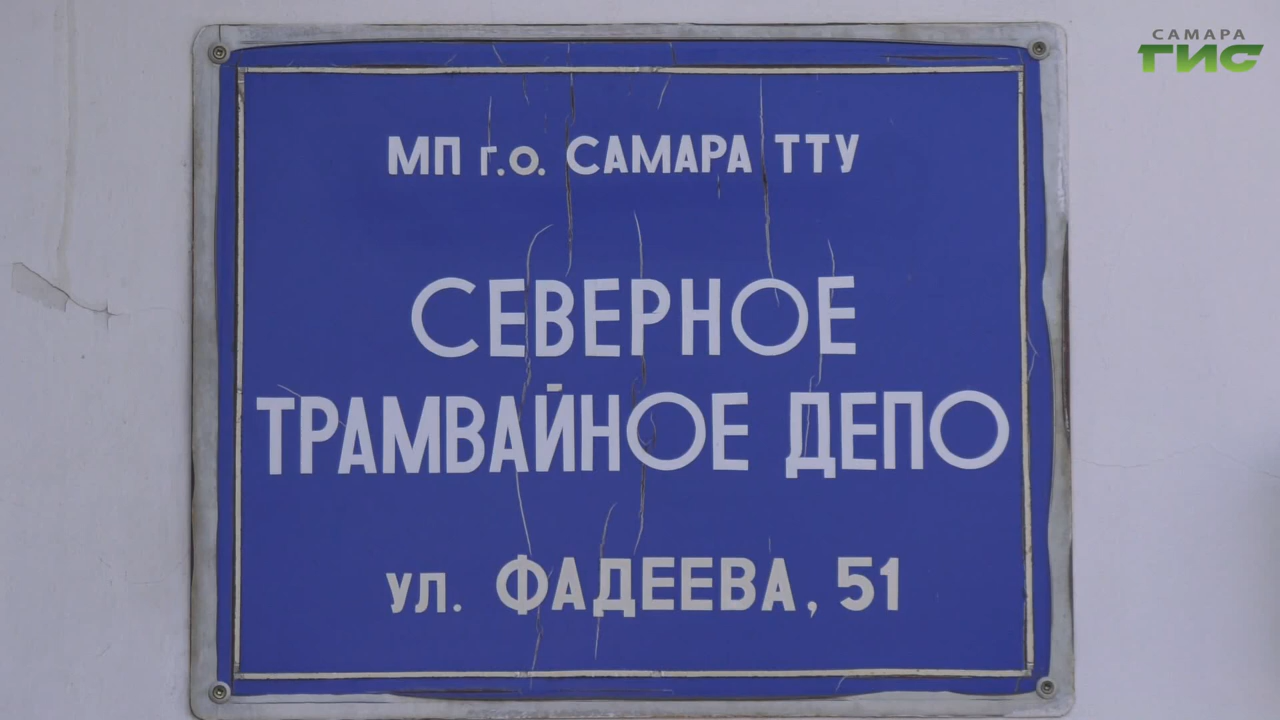 САМАРА
ГИС
МП г.о. САМАРА ТТУ
СЕВЕРНОЕ
ТРАМВАЙНОЕ ДЕПО
ул. ФАДЕЕВА, 51